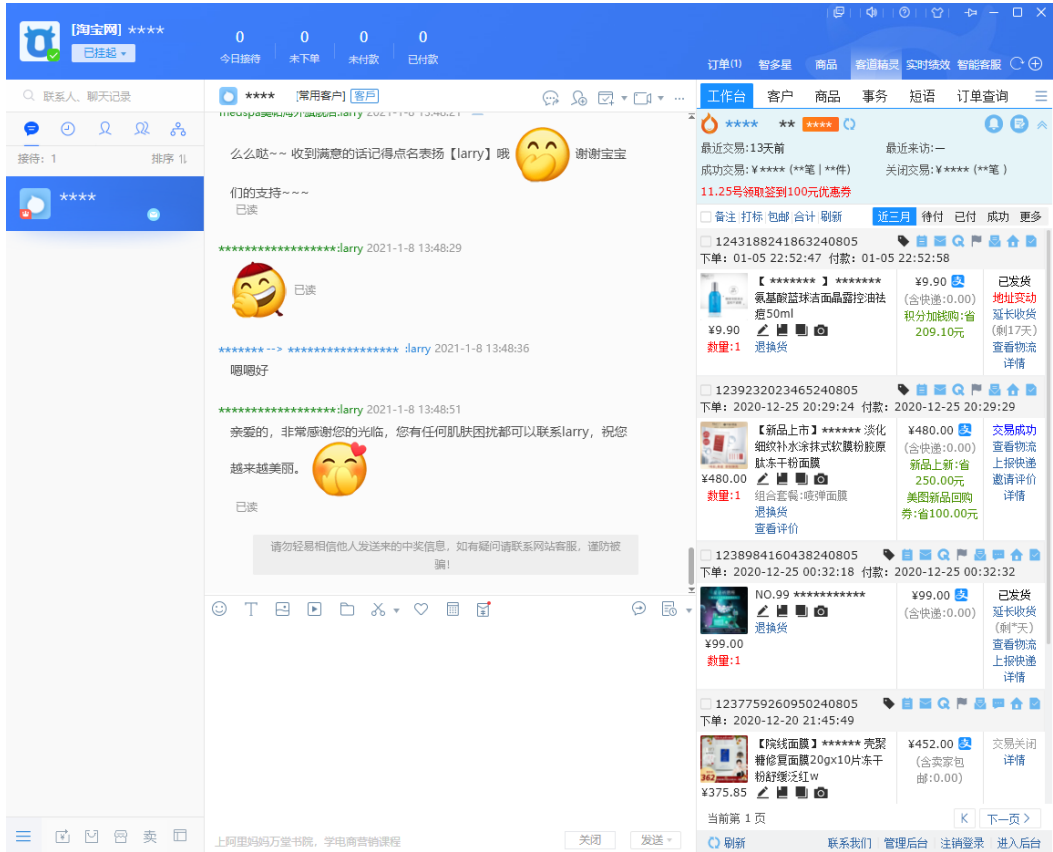 [淘宝网] ****
已挂起
0 0 0 0
今日接待 未下单 未付款 已付款
订单(1) 智多星 商品 客道精灵 实时绩效 智能客服
联系人、聊天记录
接待: 1 排序
****
**** [常用客户] 客戶
2021-1-8 13:48:21
么么哒~~ 收到满意的话记得点名表扬【larry】哦 谢谢宝宝
们的支持~~~
已读
******************:larry 2021-1-8 13:48:29
已读
******* --> ***************** :larry 2021-1-8 13:48:36
嗯嗯好
******************:larry 2021-1-8 13:48:51
亲爱的，非常感谢您的光临，您有任何肌肤困扰都可以联系larry，祝您
越来越美丽。
已读
请勿轻易相信他人发送来的中奖信息，如有疑问请联系网站客服，谨防被
骗！
上阿里妈妈万堂书院，学电商营销课程
关闭 发送
工作台 客户 商品 事务 短语 订单查询
**** ** ****
最近交易:13天前 最近来访:—
成功交易:¥**** (**笔 | **件) 关闭交易:¥**** (**笔 )
11.25号领取签到100元优惠券
备注 打标 包邮 合计 刷新 近三月 待付 已付 成功 更多
1243188241863240805
下单: 01-05 22:52:47 付款: 01-05 22:52:58
【 ******* 】 *******
氨基酸蓝球洁面晶露控油祛
痘50ml
¥9.90
数量:1 退换货
¥9.90
(含快递:0.00)
积分加钱购:省
209.10元
已发货
地址变动
延长收货
(剩17天)
查看物流
详情
1239232023465240805
下单: 2020-12-25 20:29:24 付款: 2020-12-25 20:29:29
【新品上市】****** 淡化
细纹补水涂抹式软膜粉胶原
肽冻干粉面膜
¥480.00
数量:1 组合套餐:喷弹面膜
退换货
查看评价
¥480.00
(含快递:0.00)
新品上新:省
250.00元
美图新品回购
券:省100.00元
交易成功
查看物流
上报快递
邀请评价
详情
1238984160438240805
下单: 2020-12-25 00:32:18 付款: 2020-12-25 00:32:32
NO.99 ***********
退换货
¥99.00
数量:1
¥99.00
(含快递:0.00)
已发货
延长收货
(剩*天)
查看物流
上报快递
详情
1237759260950240805
下单: 2020-12-20 21:45:49
【院线面膜】****** 壳聚
糖修复面膜20gx10片冻干
粉舒缓泛红w
¥375.85
¥452.00
(含卖家包
邮:0.00)
交易关闭
详情
当前第 1 页 K 下一页 >
刷新 联系我们 管理后台 注销登录 进入后台